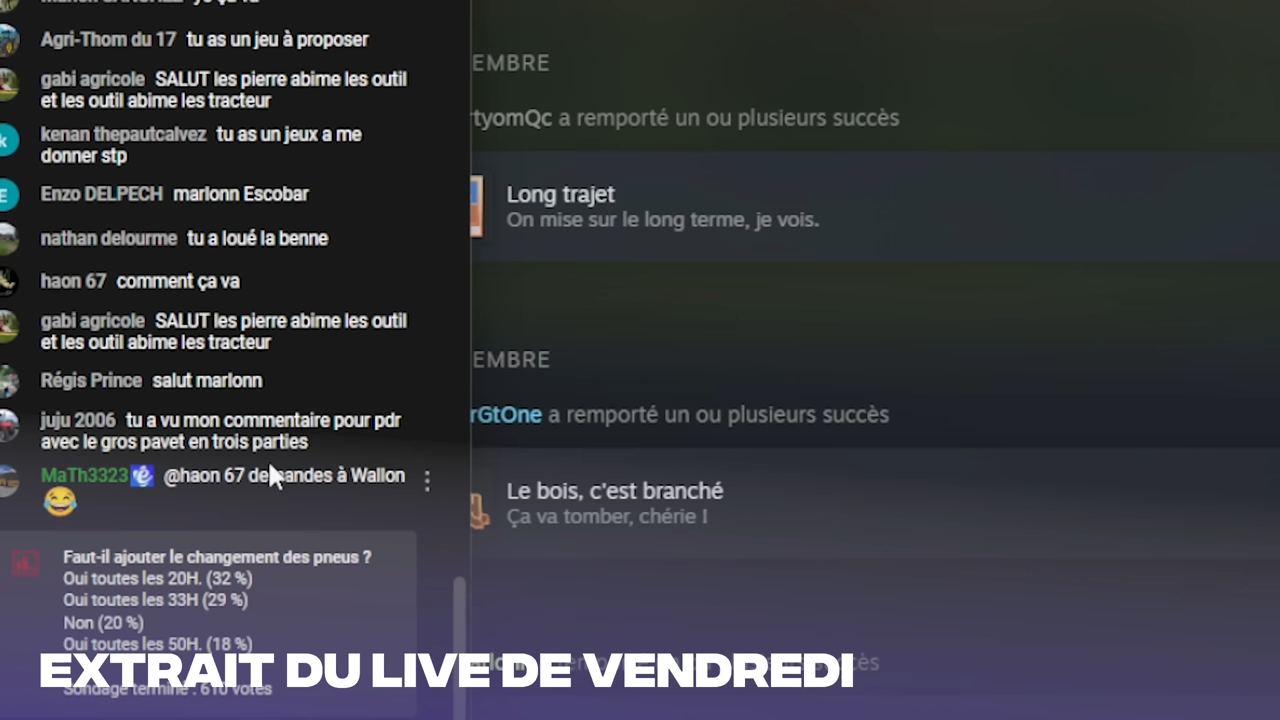 Agri-Thom du 17 tu as un jeu à proposer
gabi agricole SALUT les pierre abime les outil
et les outil abime les tracteur
kenan thepautcalvez tu as un jeux a me
donner stp
Enzo DELPECH marlonn Escobar
nathan delourme tu a loué la benne
haon 67 comment ça va
gabi agricole SALUT les pierre abime les outil
et les outil abime les tracteur
Régis Prince salut marlonn
juju 2006 tu a vu mon commentaire pour pdr
avec le gros pavet en trois parties
MaTh3323 @haon 67 demandes à Wallon
😂
Faut-il ajouter le changement des pneus ?
Oui toutes les 20H. (32 %)
Oui toutes les 33H (29 %)
Non (20 %)
Oui toutes les 50H. (18 %)
Sondage terminé : 610 votes
EMBRE
tyomQc a remporté un ou plusieurs succès
Long trajet
On mise sur le long terme, je vois.
EMBRE
rGtOne a remporté un ou plusieurs succès
Le bois, c'est branché
Ça va tomber, chérie !
EXTRAIT DU LIVE DE VENDREDI